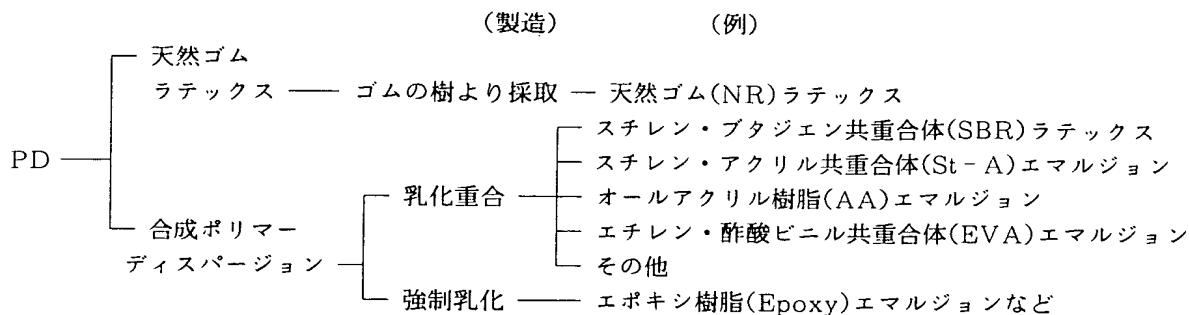 (製造) (例)
天然ゴム
ラテックス ゴムの樹より採取 天然ゴム(NR)ラテックス
スチレン・ブタジエン共重合体(SBR)ラテックス
PD スチレン・アクリル共重合体(St-A)エマルジョン
乳化重合 オールアクリル樹脂(AA)エマルジョン
合成ポリマー エチレン・酢酸ビニル共重合体(EVA)エマルジョン
ディスパージョン その他
強制乳化 エポキシ樹脂(Epoxy)エマルジョンなど